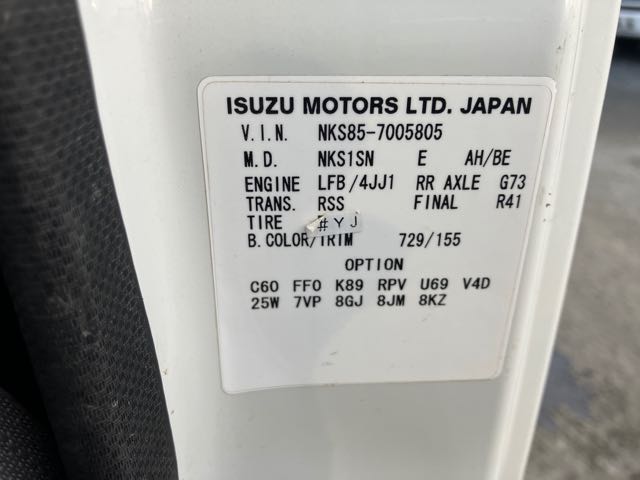 ISUZU MOTORS LTD. JAPAN
V.I.N. NKS85-7005805
M.D. NKS1SN E AH/BE
ENGINE LFB/4JJ1 RR AXLE G73
TRANS. RSS FINAL R41
TIRE #YJ
B.COLOR/TRIM 729/155
OPTION
C60 FF0 K89 RPV U69 V4D
25W 7VP 8GJ 8JM 8KZ